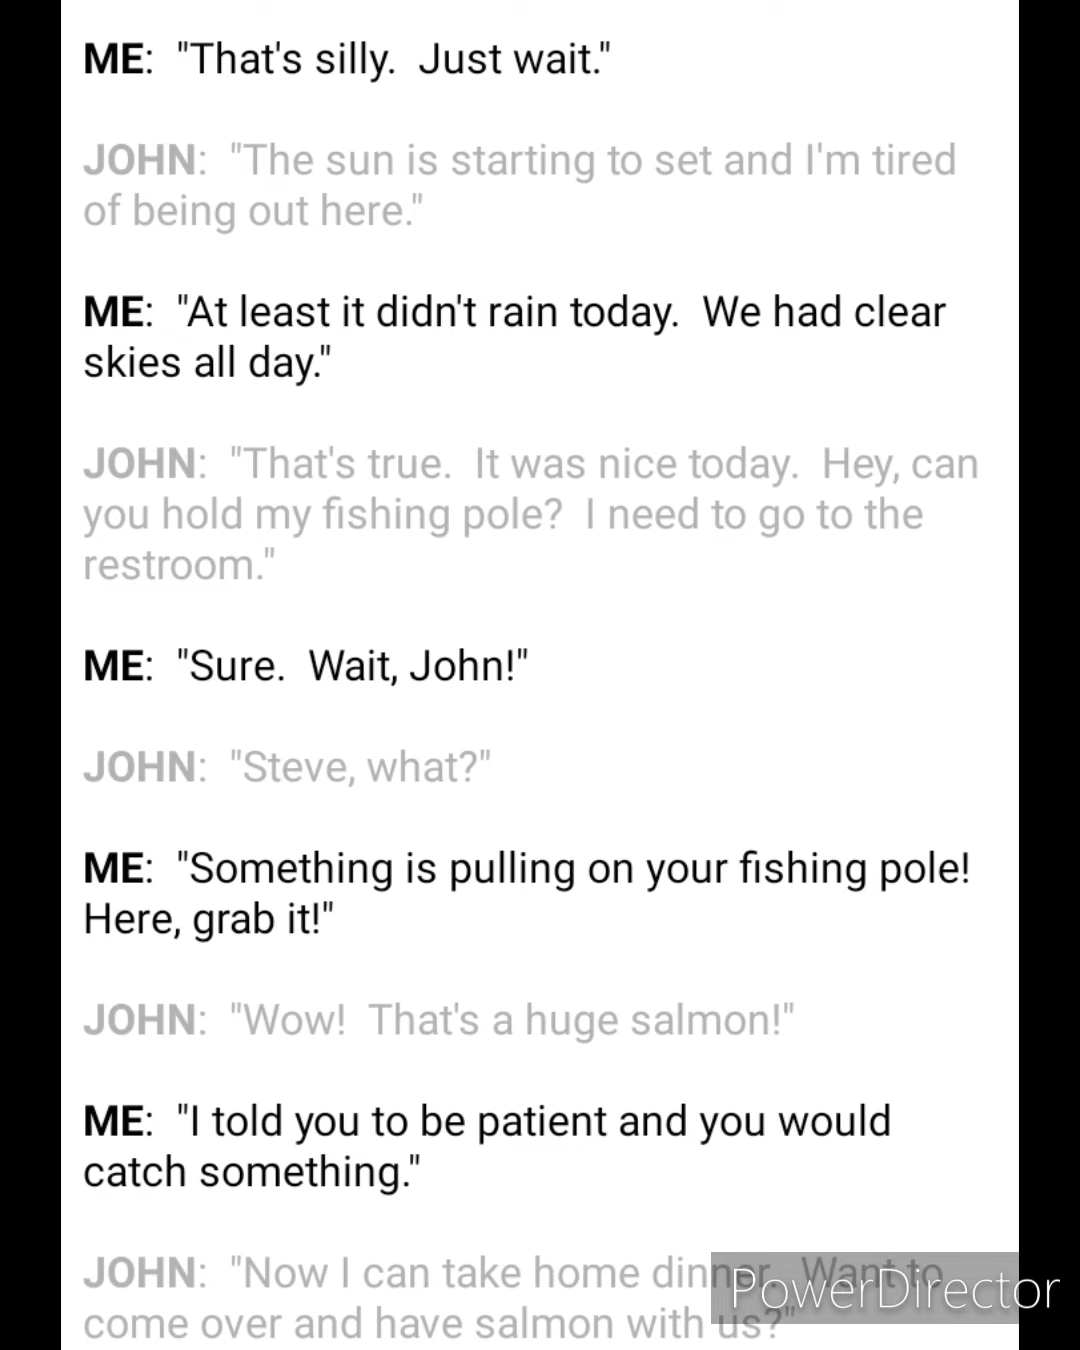 ME:  "That's silly.  Just wait."
JOHN:  "The sun is starting to set and I'm tired
of being out here."
ME:  "At least it didn't rain today.  We had clear
skies all day."
JOHN:  "That's true.  It was nice today.  Hey, can
you hold my fishing pole?  I need to go to the
restroom."
ME:  "Sure.  Wait, John!"
JOHN:  "Steve, what?"
ME:  "Something is pulling on your fishing pole!
Here, grab it!"
JOHN:  "Wow!  That's a huge salmon!"
ME:  "I told you to be patient and you would
catch something."
JOHN:  "Now I can take home dinner.  Want to
come over and have salmon with us?"
PowerDirector